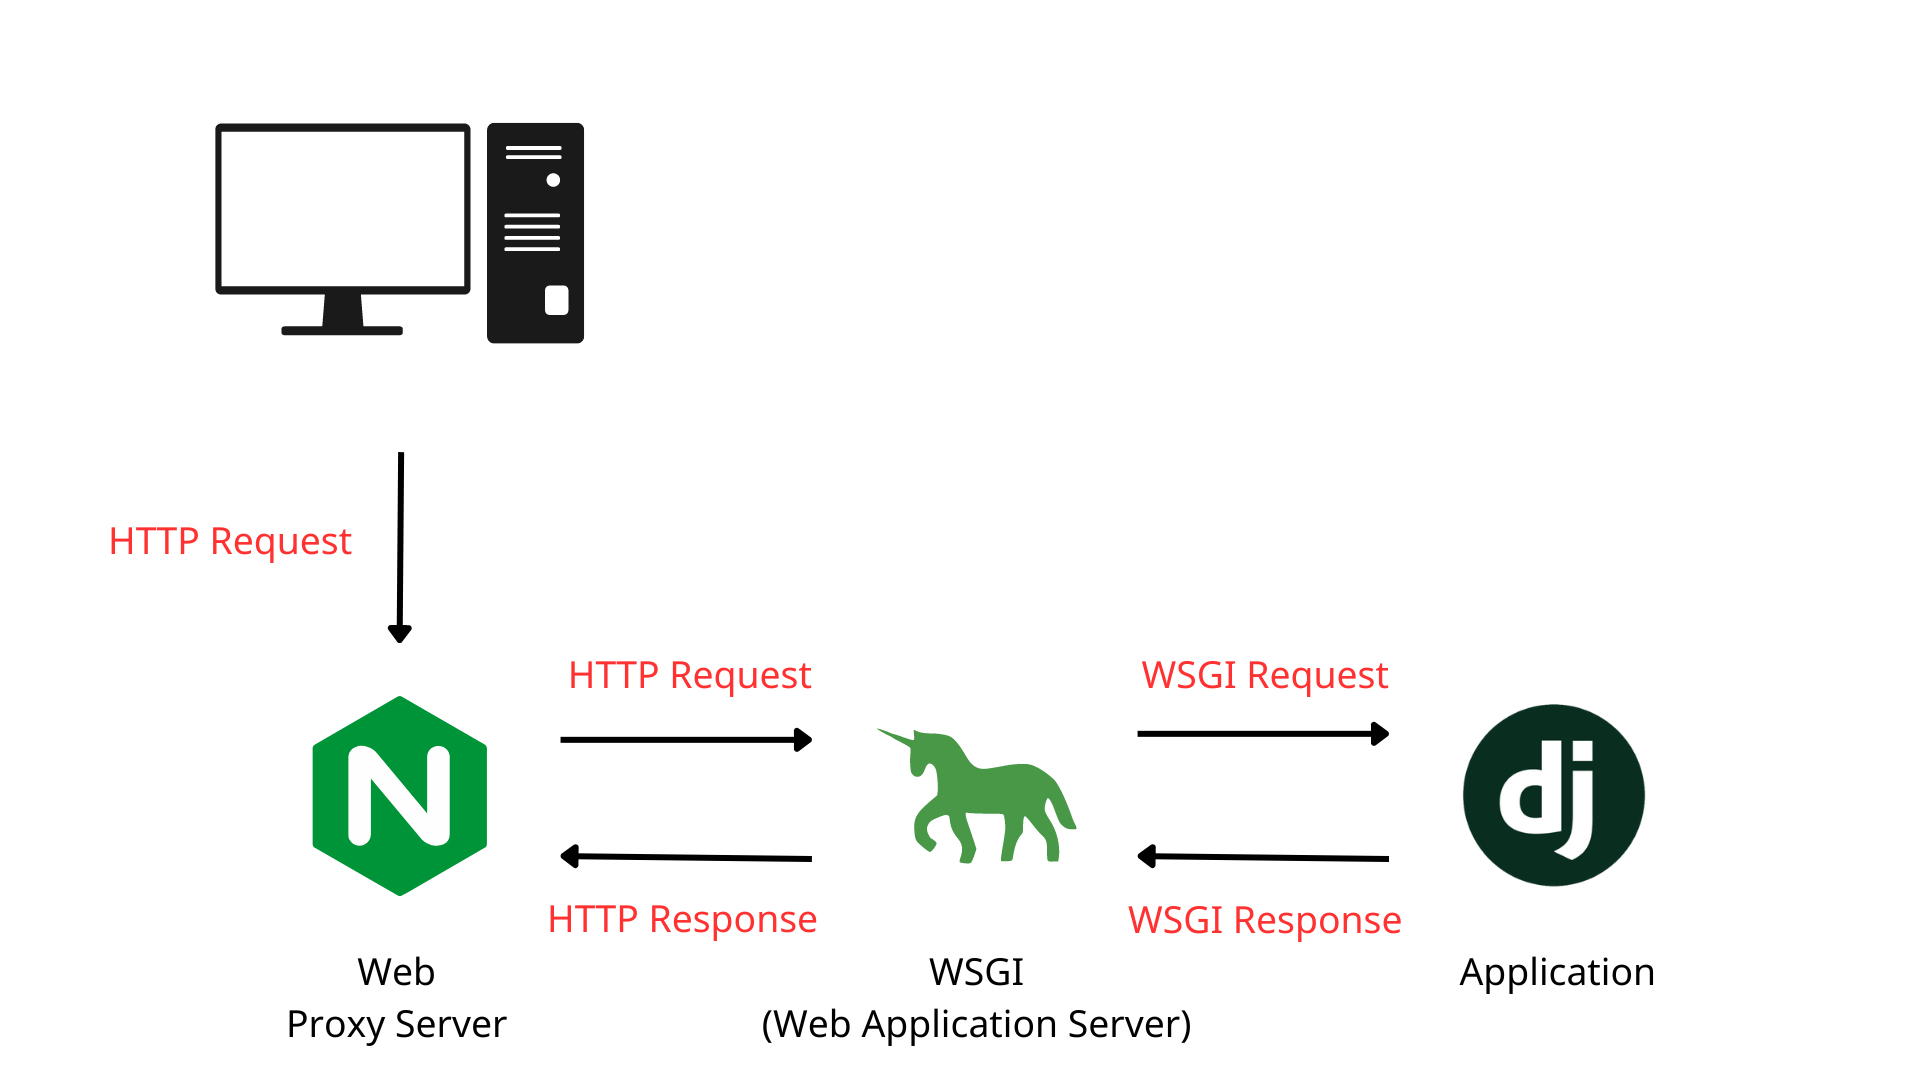 HTTP Request
HTTP Request
WSGI Request
N
dj
HTTP Response
WSGI Response
Web
Proxy Server
WSGI
(Web Application Server)
Application